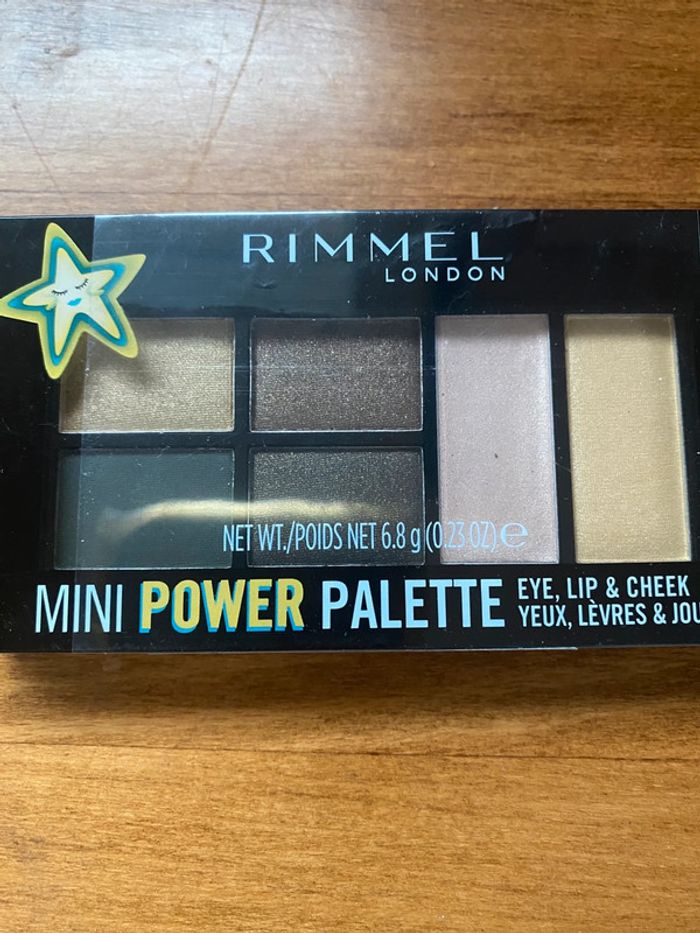 RIMMEL
LONDON
NET WT./POIDS NET 6.8 g (0.23 OZ) ℮
MINI POWER PALETTE
EYE, LIP & CHEEK
YEUX, LÈVRES & JOU